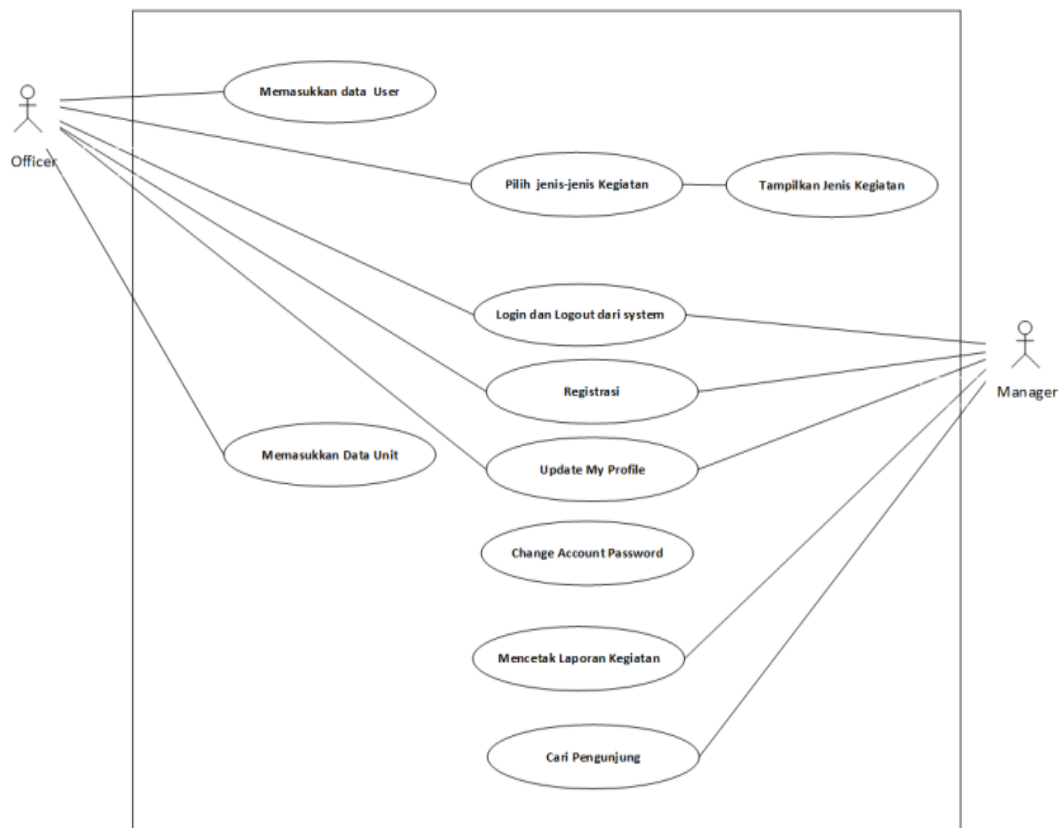 Memasukkan data User
Officer
Pilih jenis-jenis Kegiatan
Tampilkan Jenis Kegiatan
Login dan Logout dari system
Registrasi
Manager
Memasukkan Data Unit
Update My Profile
Change Account Password
Mencetak Laporan Kegiatan
Cari Pengunjung